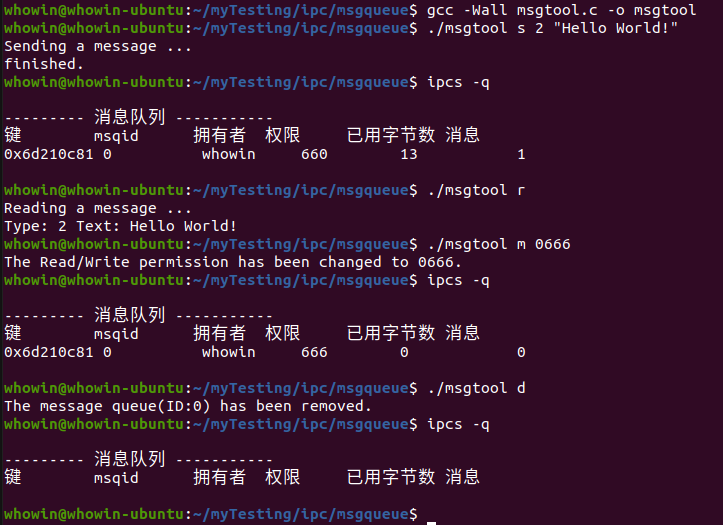 whowin@whowin-ubuntu:~/myTesting/ipc/msgqueue$ gcc -Wall msgtool.c -o msgtool
whowin@whowin-ubuntu:~/myTesting/ipc/msgqueue$ ./msgtool s 2 "Hello World!"
Sending a message ...
finished.
whowin@whowin-ubuntu:~/myTesting/ipc/msgqueue$ ipcs -q
--------- 消息队列 -----------
键 msqid 拥有者 权限 已用字节数 消息
0x6d210c81 0 whowin 660 13 1
whowin@whowin-ubuntu:~/myTesting/ipc/msgqueue$ ./msgtool r
Reading a message ...
Type: 2 Text: Hello World!
whowin@whowin-ubuntu:~/myTesting/ipc/msgqueue$ ./msgtool m 0666
The Read/Write permission has been changed to 0666.
whowin@whowin-ubuntu:~/myTesting/ipc/msgqueue$ ipcs -q
--------- 消息队列 -----------
键 msqid 拥有者 权限 已用字节数 消息
0x6d210c81 0 whowin 666 0 0
whowin@whowin-ubuntu:~/myTesting/ipc/msgqueue$ ./msgtool d
The message queue(ID:0) has been removed.
whowin@whowin-ubuntu:~/myTesting/ipc/msgqueue$ ipcs -q
--------- 消息队列 -----------
键 msqid 拥有者 权限 已用字节数 消息
whowin@whowin-ubuntu:~/myTesting/ipc/msgqueue$